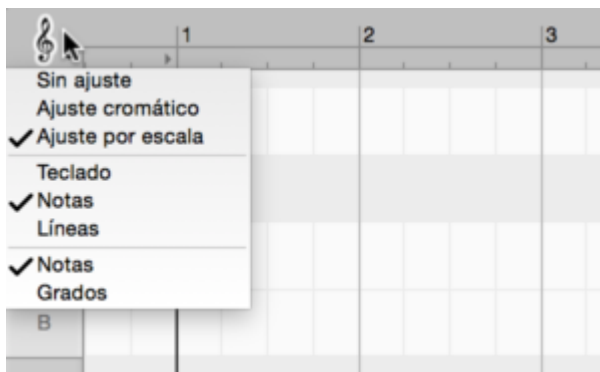 1 2 3
Sin ajuste
Ajuste cromático
Ajuste por escala
Teclado
Notas
Líneas
Notas
Grados
B